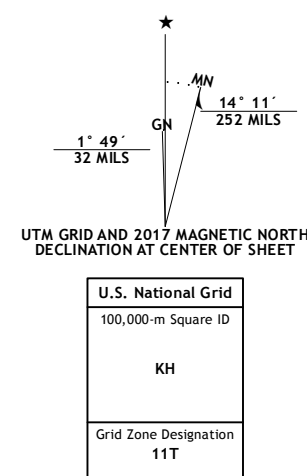 MN
GN
14° 11´
252 MILS
1° 49´
32 MILS
UTM GRID AND 2017 MAGNETIC NORTH
DECLINATION AT CENTER OF SHEET
U.S. National Grid
100,000-m Square ID
KH
Grid Zone Designation
11T